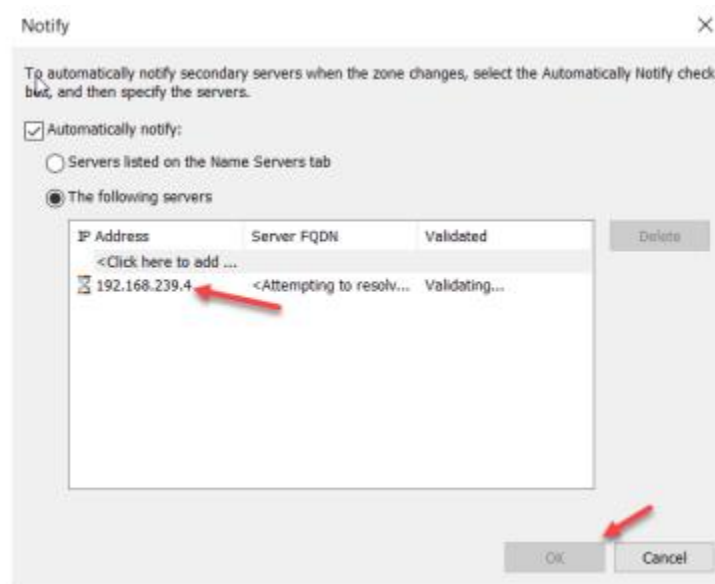 Notify
To automatically notify secondary servers when the zone changes, select the Automatically Notify check
box, and then specify the servers.
Automatically notify:
Servers listed on the Name Servers tab
The following servers
IP Address Server FQDN Validated Delete
<Click here to add ...
192.168.239.4 <Attempting to resolv... Validating...
OK Cancel